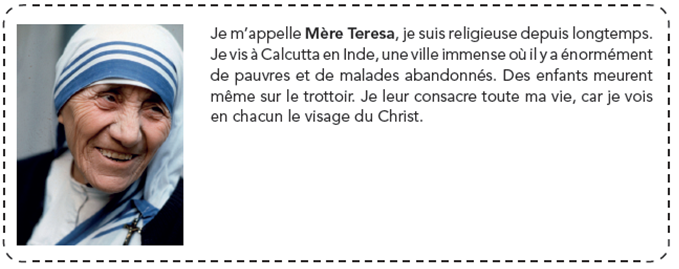 Je m’appelle Mère Teresa, je suis religieuse depuis longtemps.
Je vis à Calcutta en Inde, une ville immense où il y a énormément
de pauvres et de malades abandonnés. Des enfants meurent
même sur le trottoir. Je leur consacre toute ma vie, car je vois
en chacun le visage du Christ.